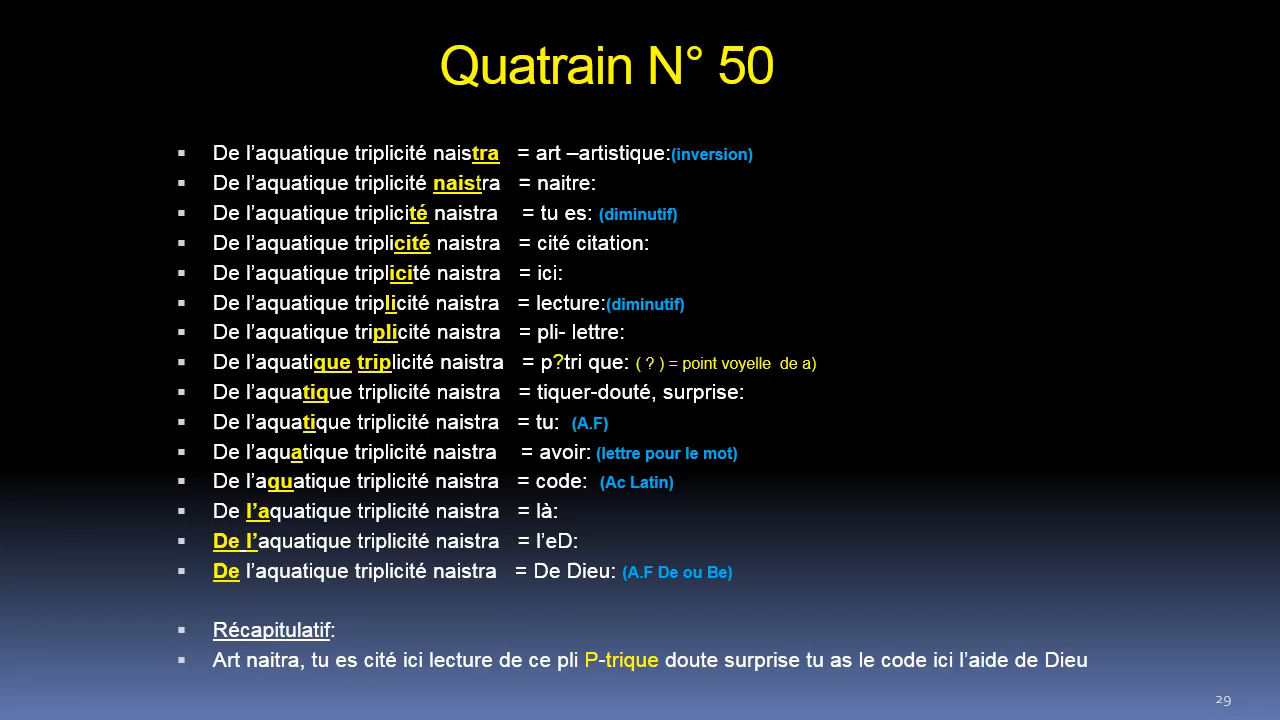 Quatrain N° 50
▪ De l’aquatique triplicité naistra = art –artistique:(inversion)
▪ De l’aquatique triplicité naistra = naitre:
▪ De l’aquatique triplicité naistra = tu es: (diminutif)
▪ De l’aquatique triplicité naistra = cité citation:
▪ De l’aquatique triplicité naistra = ici:
▪ De l’aquatique triplicité naistra = lecture:(diminutif)
▪ De l’aquatique triplicité naistra = pli- lettre:
▪ De l’aquatique triplicité naistra = p?tri que: ( ? ) = point voyelle de a)
▪ De l’aquatique triplicité naistra = tiquer-douté, surprise:
▪ De l’aquatique triplicité naistra = tu: (A.F)
▪ De l’aquatique triplicité naistra = avoir: (lettre pour le mot)
▪ De l’aquatique triplicité naistra = code: (Ac Latin)
▪ De l’aquatique triplicité naistra = là:
▪ De l’aquatique triplicité naistra = l’eD:
▪ De l’aquatique triplicité naistra = De Dieu: (A.F De ou Be)
▪ Récapitulatif:
▪ Art naitra, tu es cité ici lecture de ce pli P-trique doute surprise tu as le code ici l’aide de Dieu
29